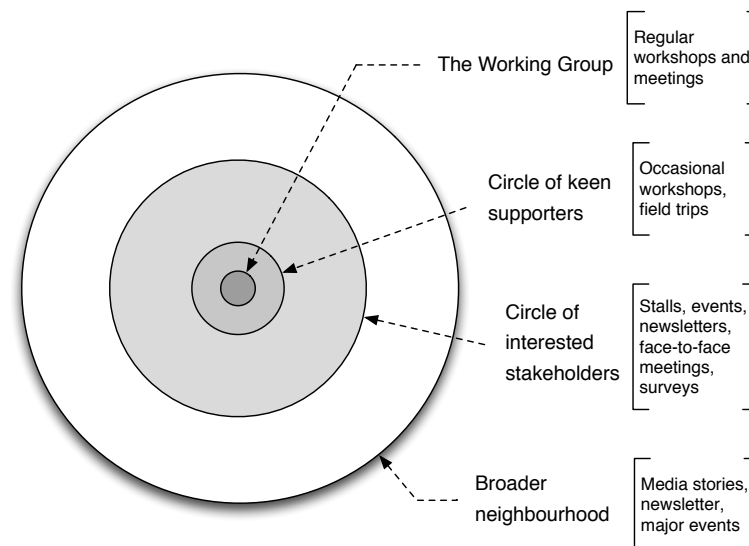 The Working Group
Regular
workshops and
meetings
Circle of keen
supporters
Occasional
workshops,
field trips
Circle of
interested
stakeholders
Stalls, events,
newsletters,
face-to-face
meetings,
surveys
Broader
neighbourhood
Media stories,
newsletter,
major events